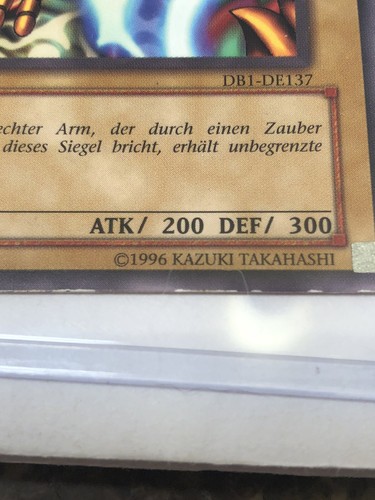 DB1-DE137
echter Arm, der durch einen Zauber
dieses Siegel bricht, erhält unbegrenzte
ATK/ 200 DEF/ 300
©1996 KAZUKI TAKAHASHI